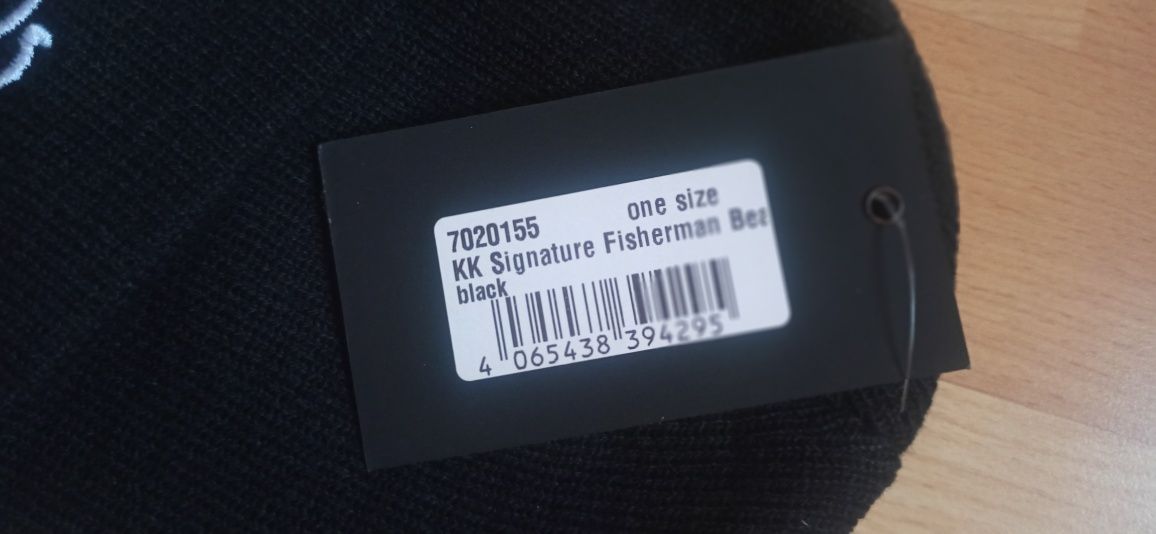 7020155 one size
KK Signature Fisherman Bea
black
4 065438 394295